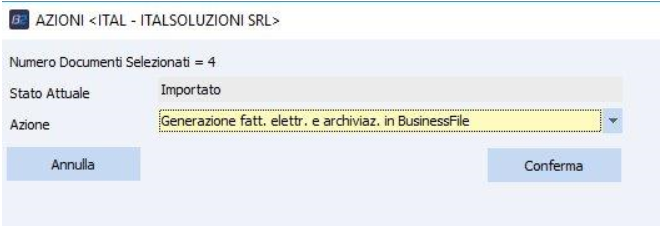 AZIONI <ITAL - ITALSOLUZIONI SRL>
Numero Documenti Selezionati = 4
Stato Attuale Importato
Azione Generazione fatt. elettr. e archiviaz. in BusinessFile
Annulla Conferma